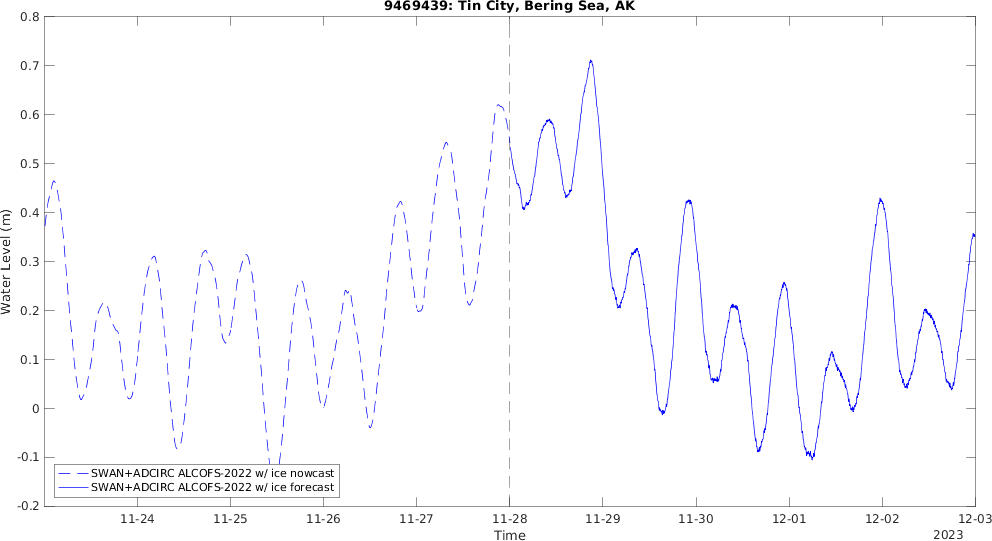 9469439: Tin City, Bering Sea, AK
0.8
0.7
0.6
0.5
0.4
0.3
0.2
0.1
0
-0.1
-0.2
Water Level (m)
SWAN+ADCIRC ALCOFS-2022 w/ ice nowcast
SWAN+ADCIRC ALCOFS-2022 w/ ice forecast
11-24 11-25 11-26 11-27 11-28 11-29 11-30 12-01 12-02 12-03
Time
2023